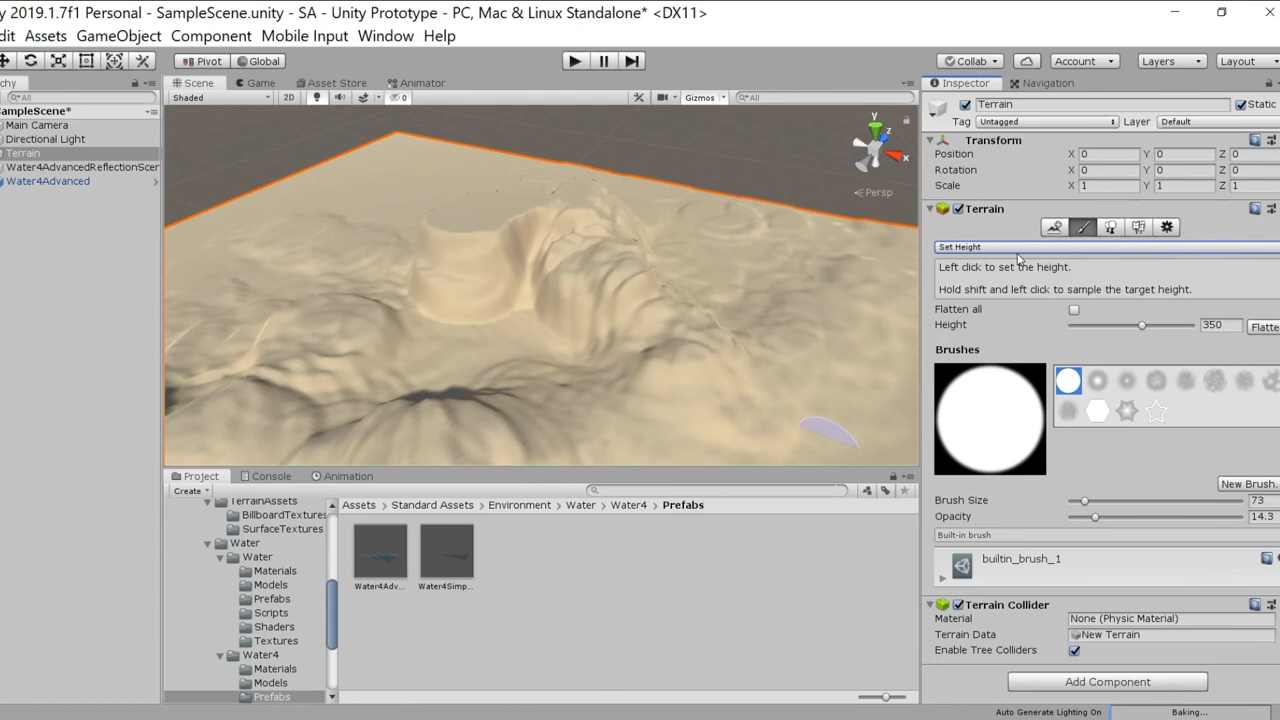 y 2019.1.7f1 Personal - SampleScene.unity - SA - Unity Prototype - PC, Mac & Linux Standalone* <DX11>
dit Assets GameObject Component Mobile Input Window Help
Pivot Global Collab Account Layers Layout
chy Scene Game Asset Store Animator Inspector Navigation
All Shaded 2D 0 Gizmos All
SampleScene*
Main Camera
Directional Light
Terrain
Water4AdvancedReflectionScen
Water4Advanced
y
z
x
Persp
Terrain Static
Tag Untagged Layer Default
Transform
Position X 0 Y 0 Z 0
Rotation X 0 Y 0 Z 0
Scale X 1 Y 1 Z 1
Terrain
Set Height
Left click to set the height.
Hold shift and left click to sample the target height.
Flatten all
Height 350 Flatte
Brushes
New Brush.
Brush Size 73
Opacity 14.3
Built-in brush
builtin_brush_1
Terrain Collider
Material None (Physic Material)
Terrain Data New Terrain
Enable Tree Colliders
Add Component
Auto Generate Lighting On Baking...
Project Console Animation
Create
TerrainAssets
BillboardTextures
SurfaceTextures
Water
Water
Materials
Models
Prefabs
Scripts
Shaders
Textures
Water4
Materials
Models
Prefabs
Assets Standard Assets Environment Water Water4 Prefabs
Water4Adv... Water4Simp...